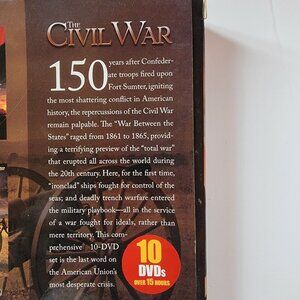 THE
CIVIL WAR
150 years after Confeder-
ate troops fired upon
Fort Sumter, igniting
the most shattering conflict in American
history, the repercussions of the Civil War
remain palpable. The "War Between the
States" raged from 1861 to 1865, provid-
ing a terrifying preview of the "total war"
that erupted all across the world during
the 20th century. Here, for the first time,
"ironclad" ships fought for control of the
seas; and deadly trench warfare entered
the military playbook—all in the service
of a war fought for ideals, rather than
mere territory. This com-
prehensive 10-DVD
set is the last word on
the American Union's
most desperate crisis.
10
DVDs
OVER 15 HOURS